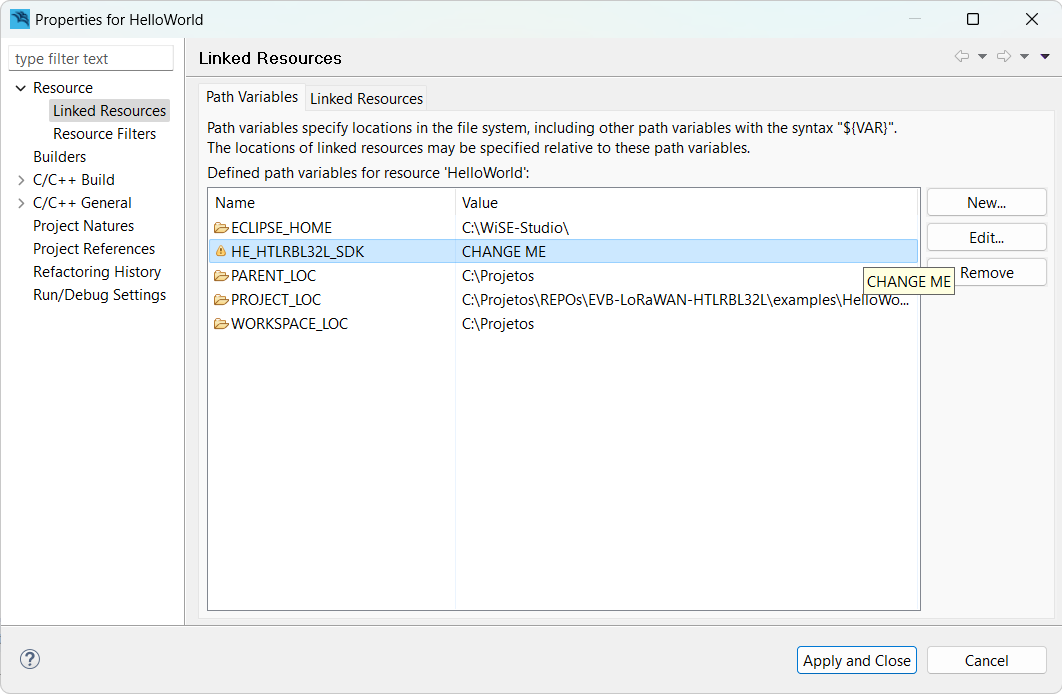 Properties for HelloWorld
type filter text
Resource
Linked Resources
Resource Filters
Builders
C/C++ Build
C/C++ General
Project Natures
Project References
Refactoring History
Run/Debug Settings
Linked Resources
Path Variables Linked Resources
Path variables specify locations in the file system, including other path variables with the syntax "${VAR}".
The locations of linked resources may be specified relative to these path variables.
Defined path variables for resource 'HelloWorld':
Name Value
ECLIPSE_HOME C:\WiSE-Studio\
HE_HTLRBL32L_SDK CHANGE ME
PARENT_LOC C:\Projetos
PROJECT_LOC C:\Projetos\REPOs\EVB-LoRaWAN-HTLRBL32L\examples\HelloWo...
WORKSPACE_LOC C:\Projetos
New...
Edit...
Remove
CHANGE ME
?
Apply and Close Cancel